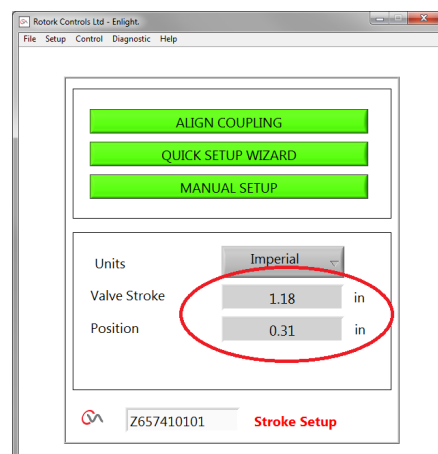 Rotork Controls Ltd - Enlight.
File Setup Control Diagnostic Help
ALIGN COUPLING
QUICK SETUP WIZARD
MANUAL SETUP
Units Imperial
Valve Stroke 1.18 in
Position 0.31 in
Z657410101 Stroke Setup